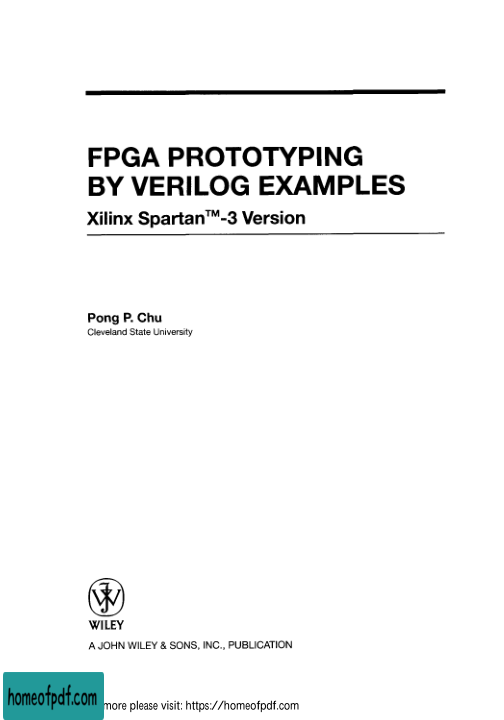 FPGA PROTOTYPING
BY VERILOG EXAMPLES
Xilinx Spartan™-3 Version
Pong P. Chu
Cleveland State University
WILEY
A JOHN WILEY & SONS, INC., PUBLICATION
homeofpdf.com
more please visit: https://homeofpdf.com